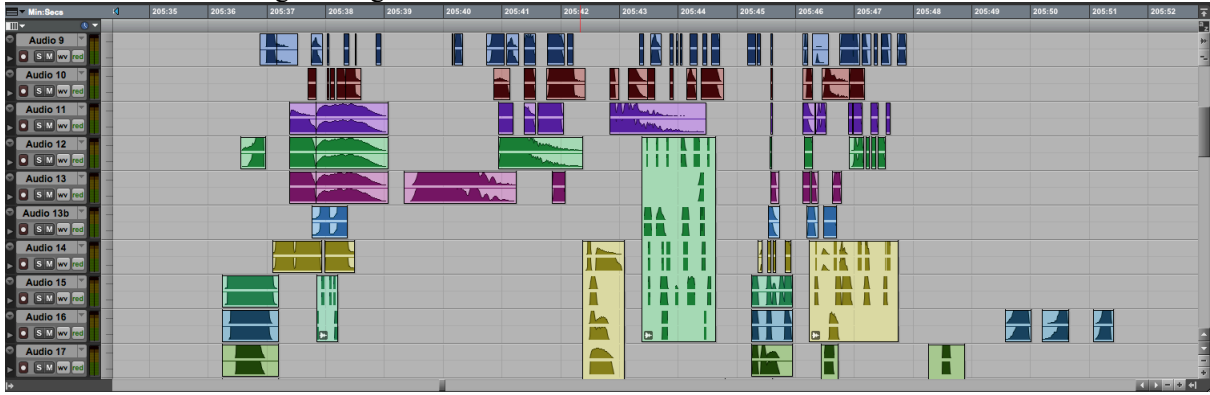 Min:Secs 205:35 205:36 205:37 205:38 205:39 205:40 205:41 205:42 205:43 205:44 205:45 205:46 205:47 205:48 205:49 205:50 205:51 205:52
Audio 9
S M wv red
Audio 10
S M wv red
Audio 11
S M wv red
Audio 12
S M wv red
Audio 13
S M wv red
Audio 13b
S M wv red
Audio 14
S M wv red
Audio 15
S M wv red
Audio 16
S M wv red
Audio 17
S M wv red